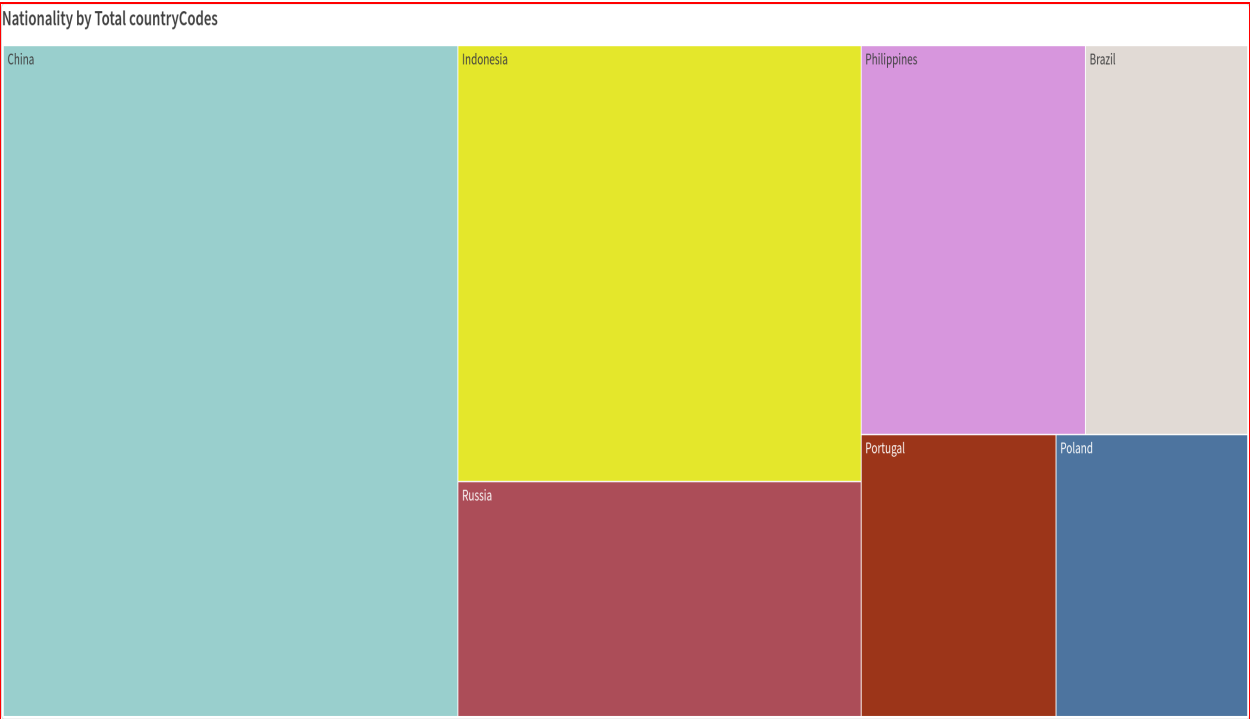 Nationality by Total countryCodes
China
Indonesia
Philippines
Brazil
Portugal
Poland
Russia